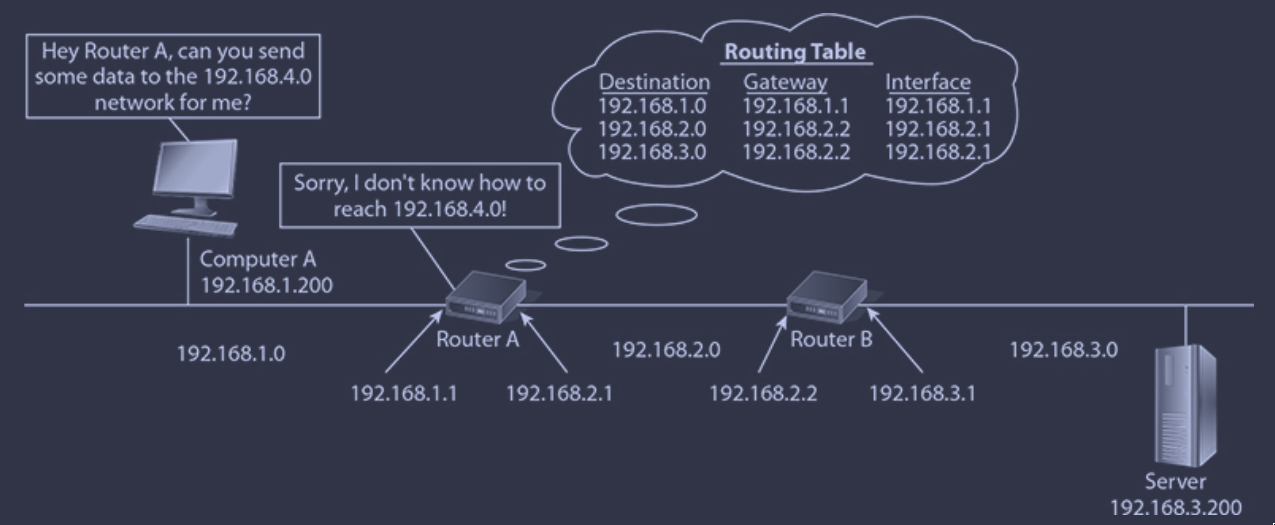 Hey Router A, can you send
some data to the 192.168.4.0
network for me?
Routing Table
Destination Gateway Interface
192.168.1.0 192.168.1.1 192.168.1.1
192.168.2.0 192.168.2.2 192.168.2.1
192.168.3.0 192.168.2.2 192.168.2.1
Sorry, I don't know how to
reach 192.168.4.0!
Computer A
192.168.1.200
Router A
Router B
192.168.1.0
192.168.2.0
192.168.3.0
192.168.1.1
192.168.2.1
192.168.2.2
192.168.3.1
Server
192.168.3.200